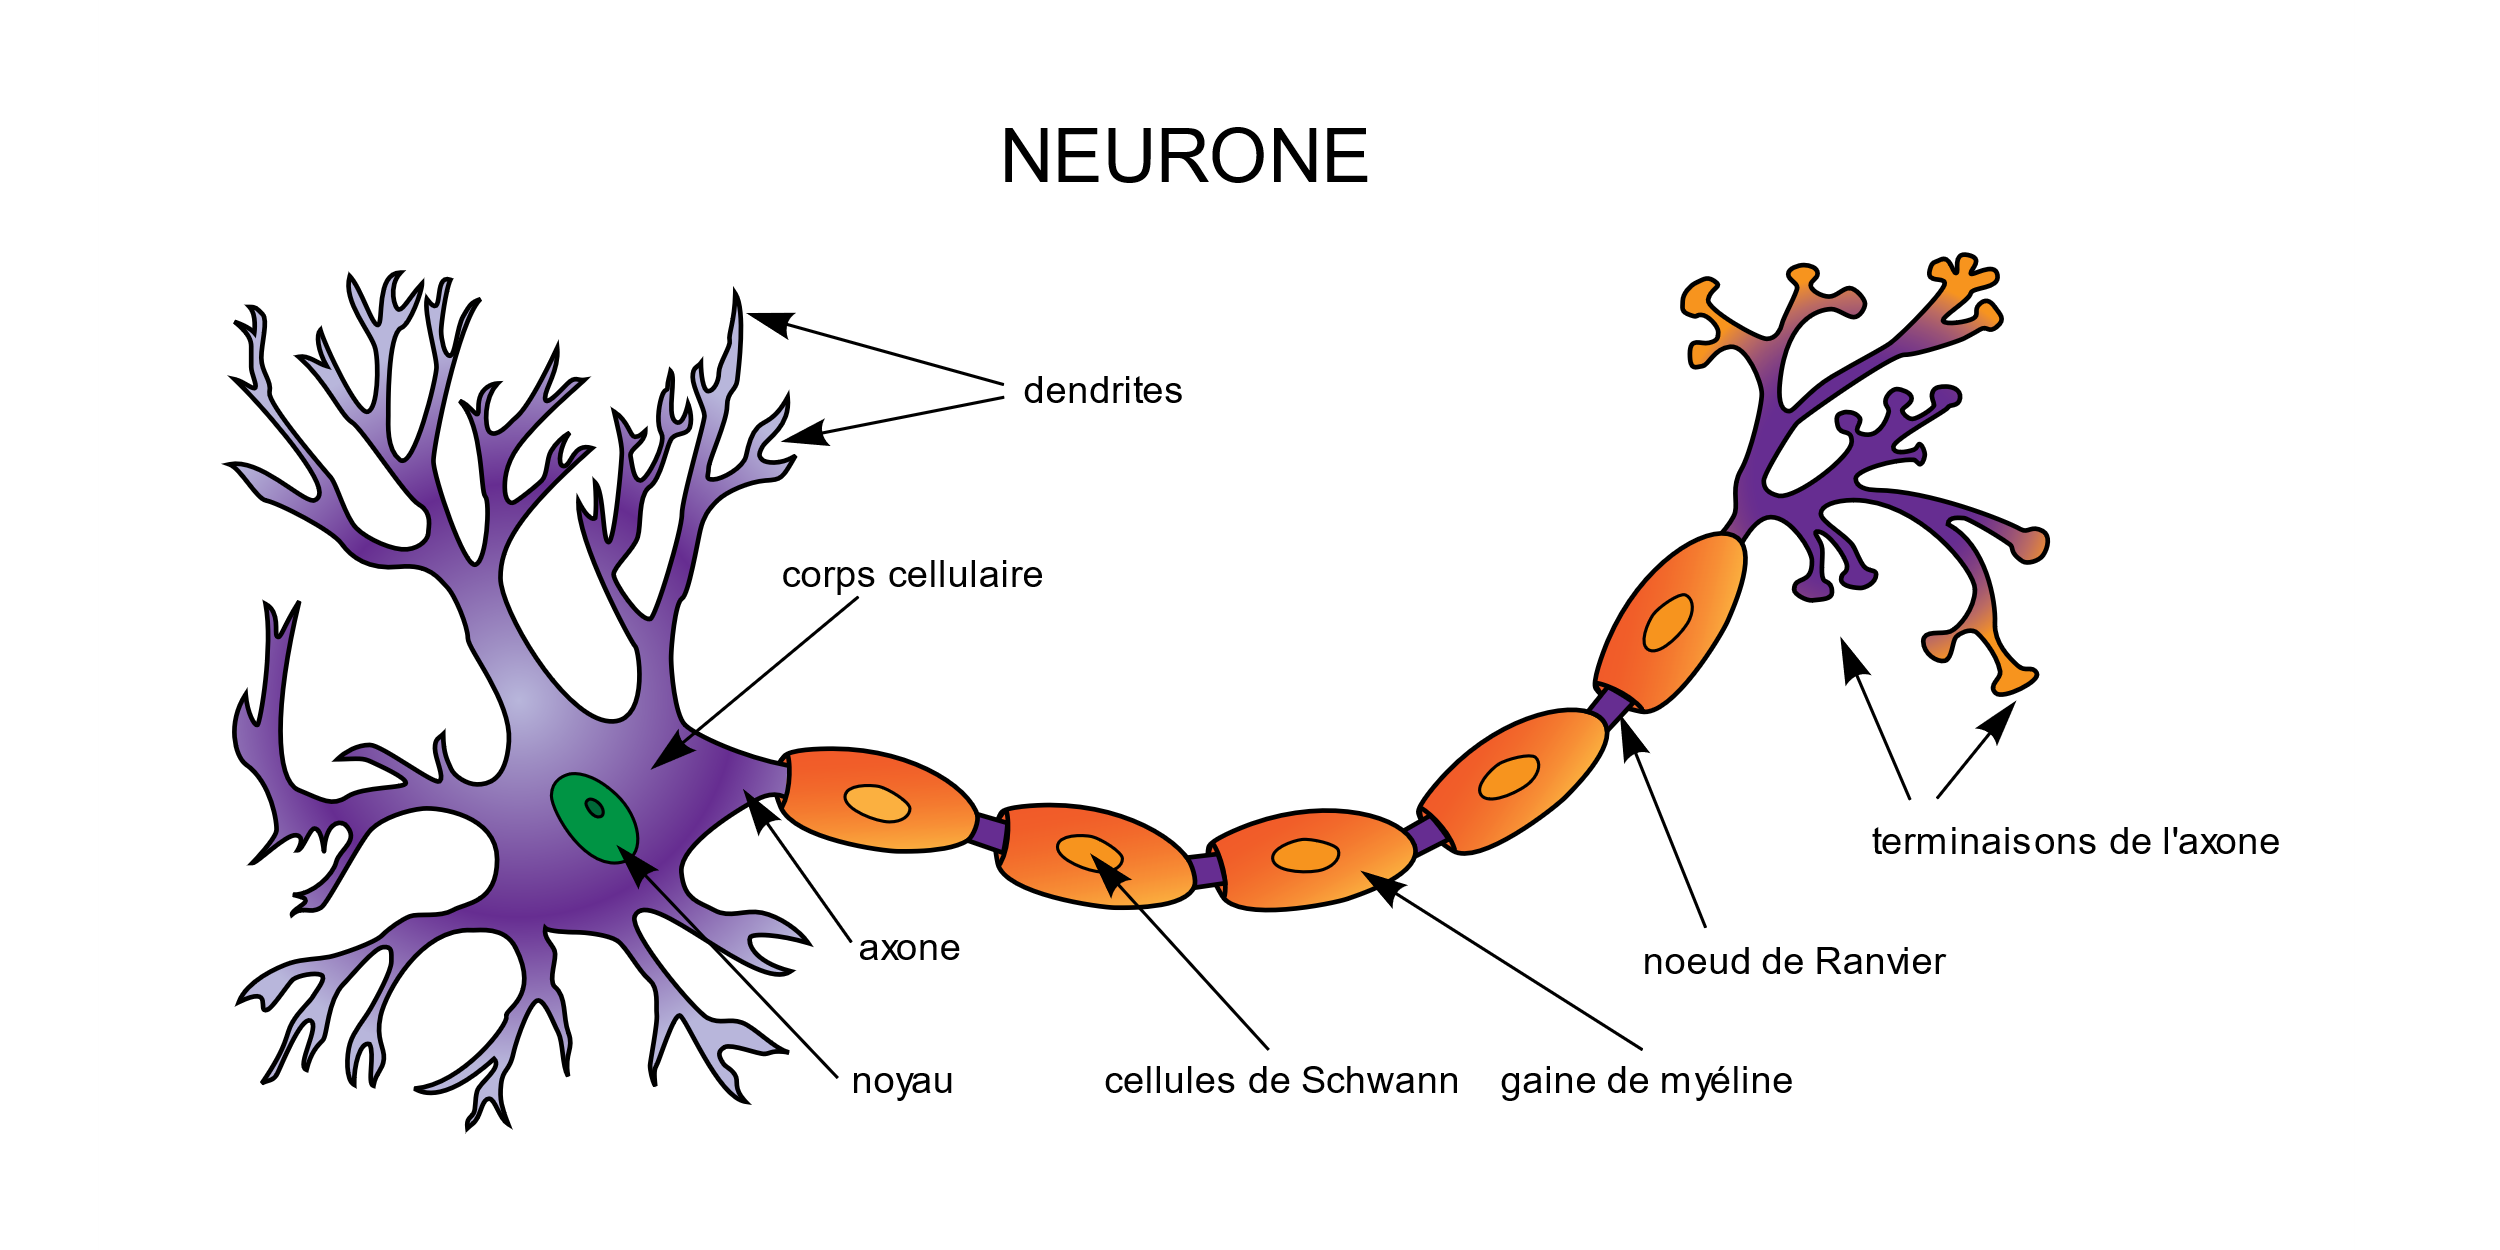 NEURONE
dendrites
corps cellulaire
terminaisons de l'axone
axone
noeud de Ranvier
noyau
cellules de Schwann
gaine de myéline